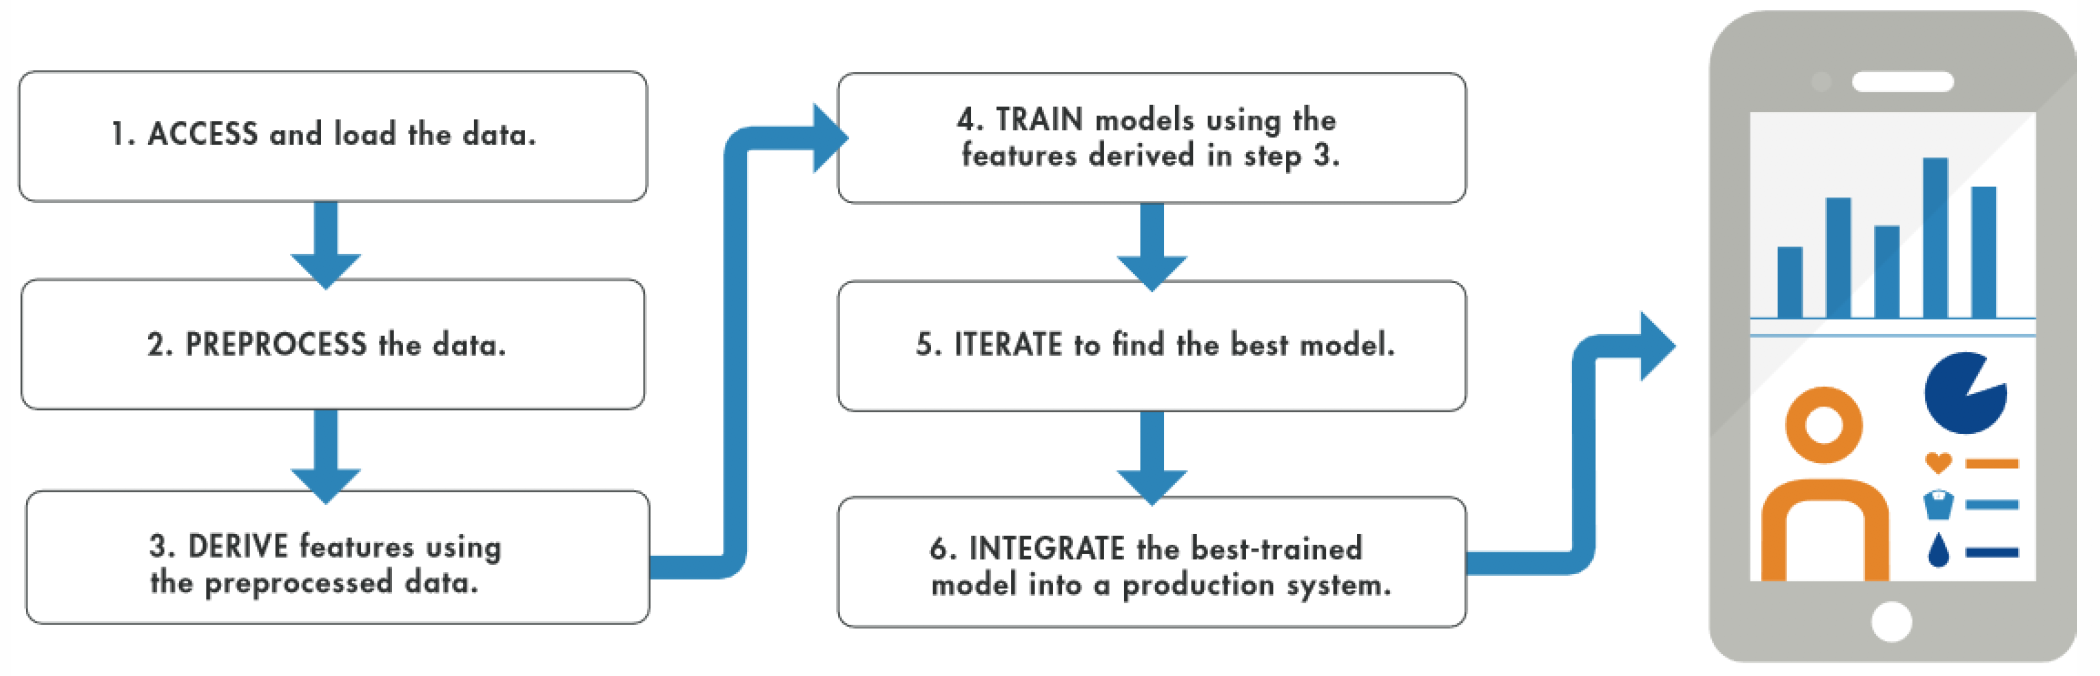 1. ACCESS and load the data.
2. PREPROCESS the data.
3. DERIVE features using
the preprocessed data.
4. TRAIN models using the
features derived in step 3.
5. ITERATE to find the best model.
6. INTEGRATE the best-trained
model into a production system.